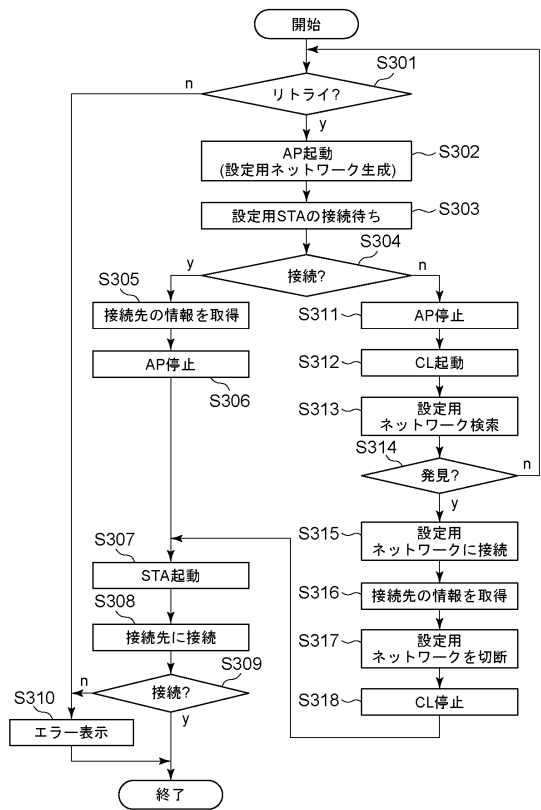 開始
S301
n
リトライ?
y
AP起動
(設定用ネットワーク生成)
S302
設定用STAの接続待ち
S303
S304
y
接続?
n
S305
接続先の情報を取得
S311
AP停止
AP停止
S306
S312
CL起動
S313
設定用
ネットワーク検索
S314
発見?
n
y
S315
設定用
ネットワークに接続
S307
STA起動
S316
接続先の情報を取得
S308
接続先に接続
S317
設定用
ネットワークを切断
S309
n
接続?
y
S318
CL停止
S310
エラー表示
終了